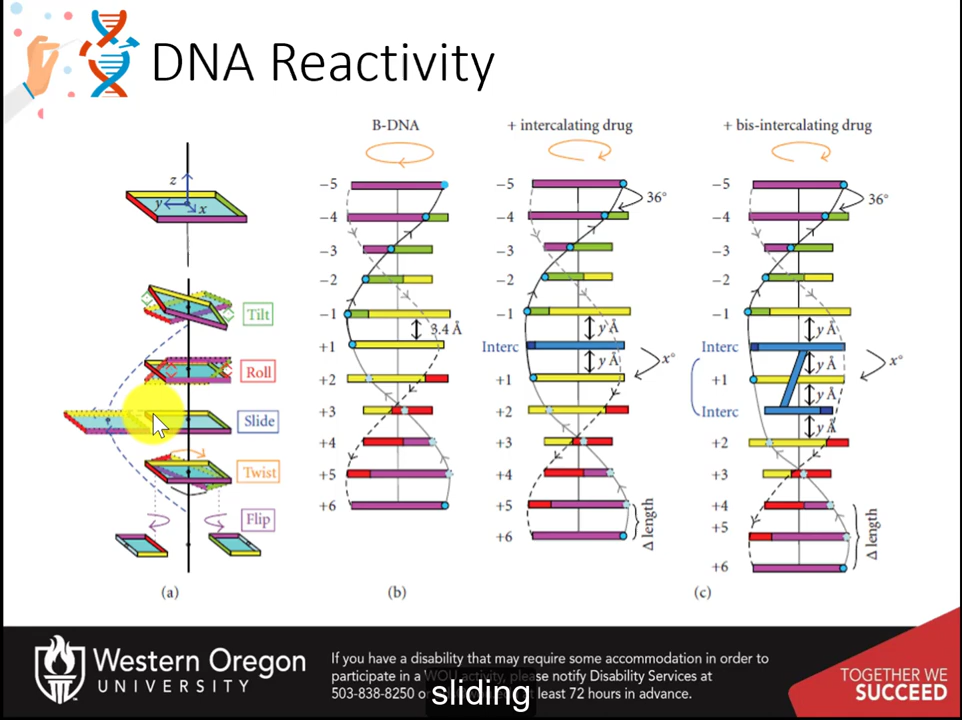 DNA Reactivity
z
y
x
Tilt
Roll
Slide
Twist
Flip
(a)
B-DNA
−5
−4
−3
−2
−1
3.4 Å
+1
+2
+3
+4
+5
+6
(b)
+ intercalating drug
−5
36°
−4
−3
−2
−1
y Å
Interc
y Å
x°
+1
+2
+3
+4
+5
+6
Δ length
+ bis-intercalating drug
−5
36°
−4
−3
−2
−1
y Å
Interc
y Å
x°
+1
y Å
Interc
y Å
+2
+3
+4
+5
+6
Δ length
(c)
Western Oregon
UNIVERSITY
If you have a disability that may require some accommodation in order to
participate in a WOU activity, please notify Disability Services at
503-838-8250 o least 72 hours in advance.
sliding
TOGETHER WE
SUCCEED